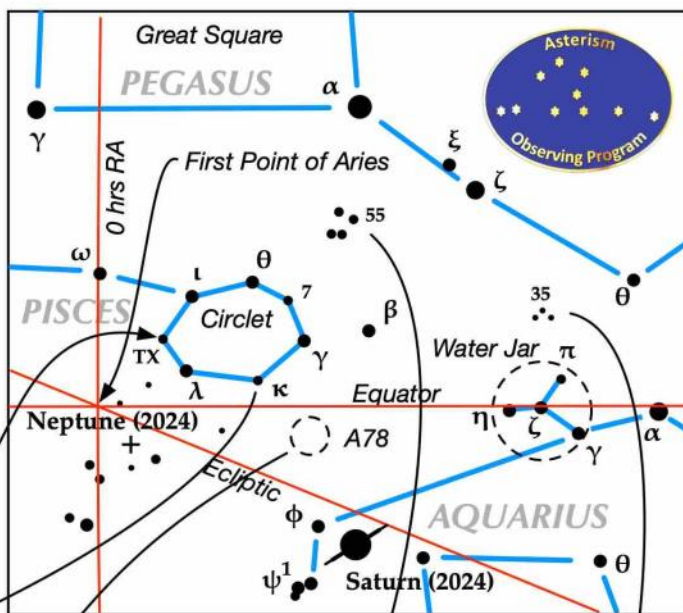 Great Square
PEGASUS
α
γ
Asterism
Observing Program
0 hrs RA
First Point of Aries
ξ
ζ
55
ω
ι
θ
7
θ
PISCES
Circlet
β
35
TX
γ
Water Jar
π
λ
κ
Equator
η
ζ
α
Neptune (2024)
A78
γ
+
Ecliptic
φ
AQUARIUS
ψ1
Saturn (2024)
θ